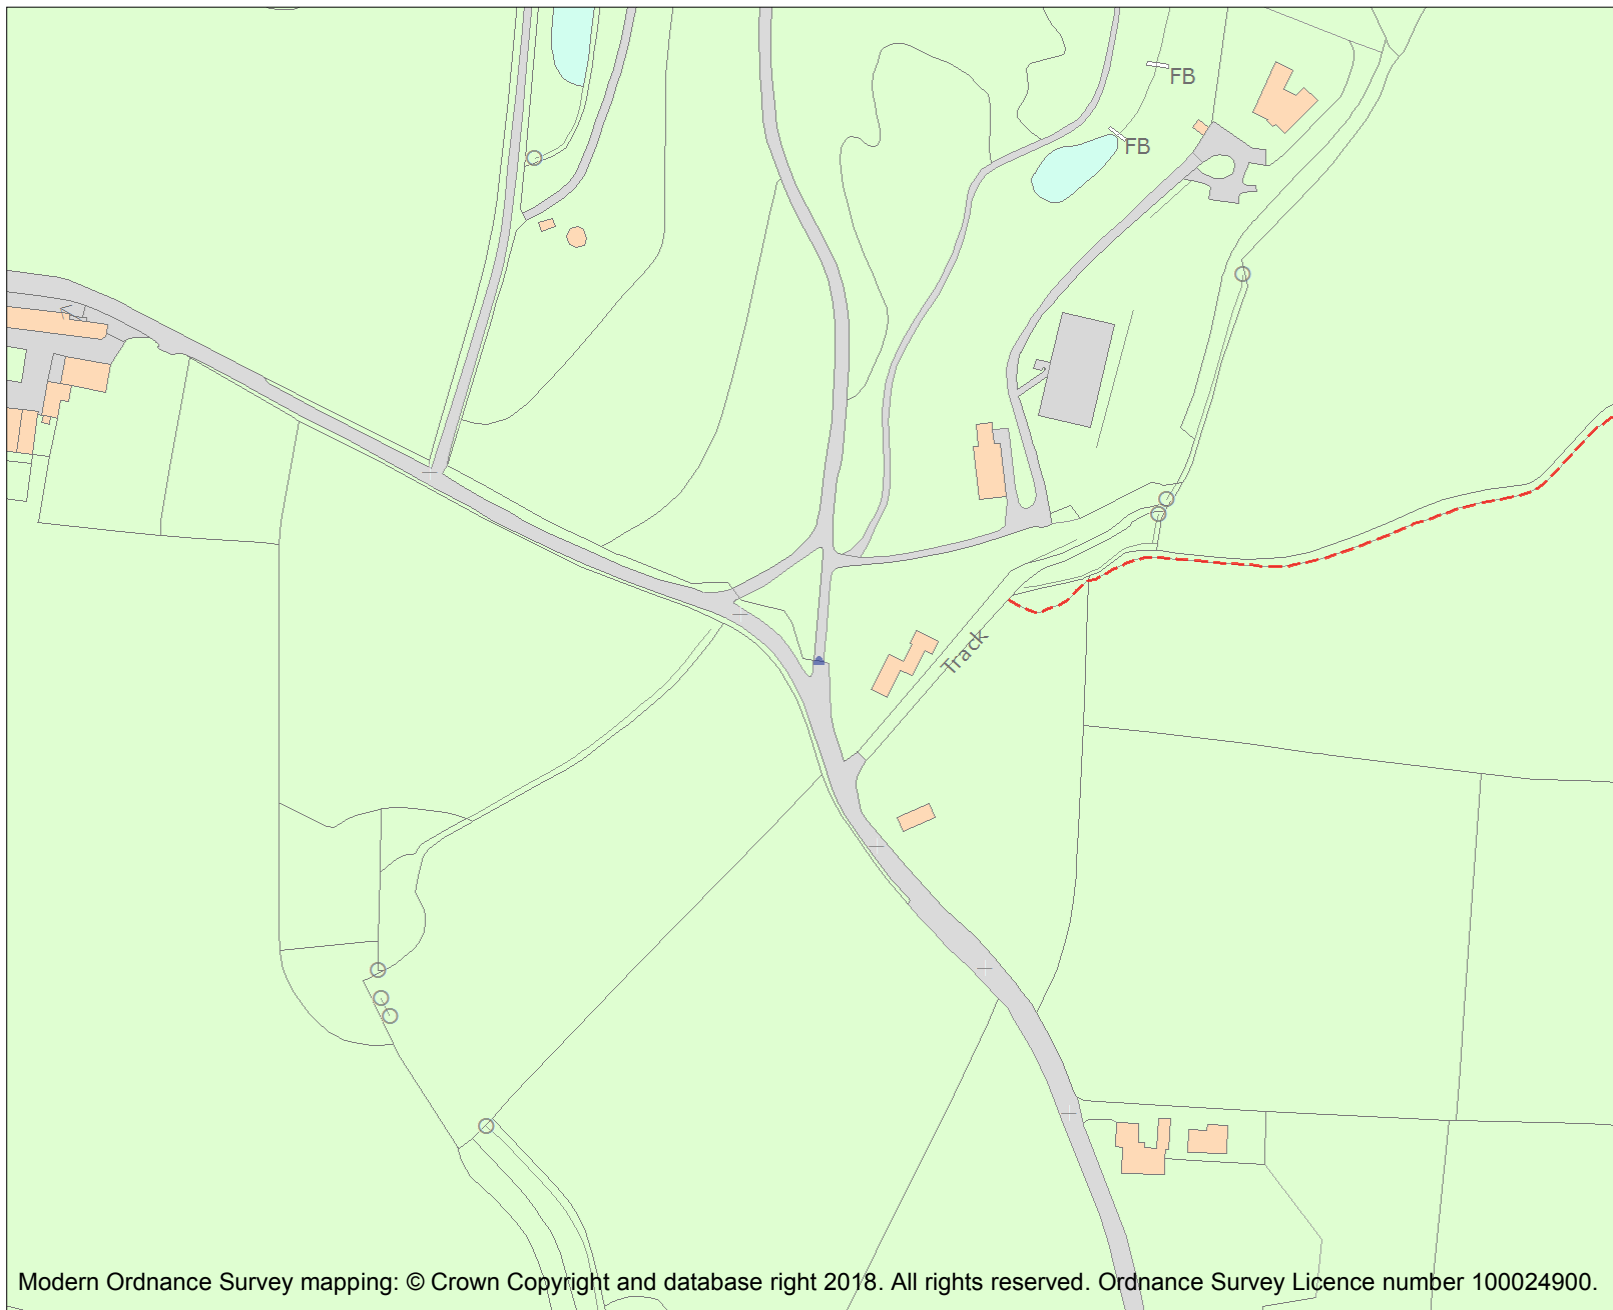 FB
FB
Track
Modern Ordnance Survey mapping: © Crown Copyright and database right 2018. All rights reserved. Ordnance Survey Licence number 100024900.